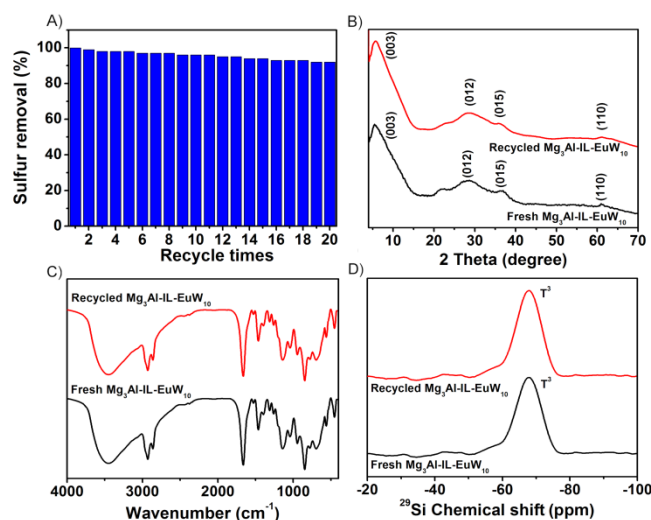 A)
Sulfur removal (%)
100
80
60
40
20
0
2 4 6 8 10 12 14 16 18 20
Recycle times
B)
(003)
(012)
(015)
(110)
Recycled Mg₃Al-IL-EuW₁₀
(003)
(012)
(015)
(110)
Fresh Mg₃Al-IL-EuW₁₀
10 20 30 40 50 60 70
2 Theta (degree)
C)
Recycled Mg₃Al-IL-EuW₁₀
Fresh Mg₃Al-IL-EuW₁₀
4000 3000 2000 1000
Wavenumber (cm⁻¹)
D)
T³
Recycled Mg₃Al-IL-EuW₁₀
T³
Fresh Mg₃Al-IL-EuW₁₀
-20 -40 -60 -80 -100
²⁹Si Chemical shift (ppm)